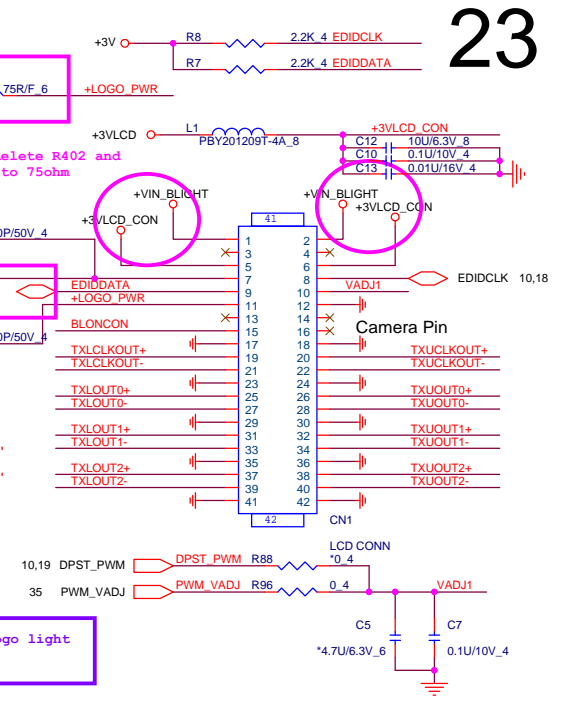 23
+3V R8 2.2K_4 EDIDCLK
R7 2.2K_4 EDIDDATA
75R/F_6 +LOGO_PWR
+3VLCD L1 PBY201209T-4A_8 +3VLCD_CON
C12 10U/6.3V_8
C10 0.1U/10V_4
C13 0.01U/16V_4
elete R402 and
to 75ohm
+VIN_BLIGHT +VIN_BLIGHT
+3VLCD_CON +3VLCD_CON
0P/50V_4
41
1 2
3 4
5 6
7 8 EDIDCLK 10,18
EDIDDATA 9 10 VADJ1
+LOGO_PWR 11 12
13 14
0P/50V_4
BLONCON 15 16 Camera Pin
17 18
TXLCLKOUT+ 19 20 TXUCLKOUT+
TXLCLKOUT- 21 22 TXUCLKOUT-
23 24
TXLOUT0+ 25 26 TXUOUT0+
TXLOUT0- 27 28 TXUOUT0-
29 30
TXLOUT1+ 31 32 TXUOUT1+
TXLOUT1- 33 34 TXUOUT1-
35 36
TXLOUT2+ 37 38 TXUOUT2+
TXLOUT2- 39 40 TXUOUT2-
41 42
42 CN1
LCD CONN
10,19 DPST_PWM DPST_PWM R88 *0_4
35 PWM_VADJ PWM_VADJ R96 0_4 VADJ1
C5 C7
*4.7U/6.3V_6 0.1U/10V_4
ogo light